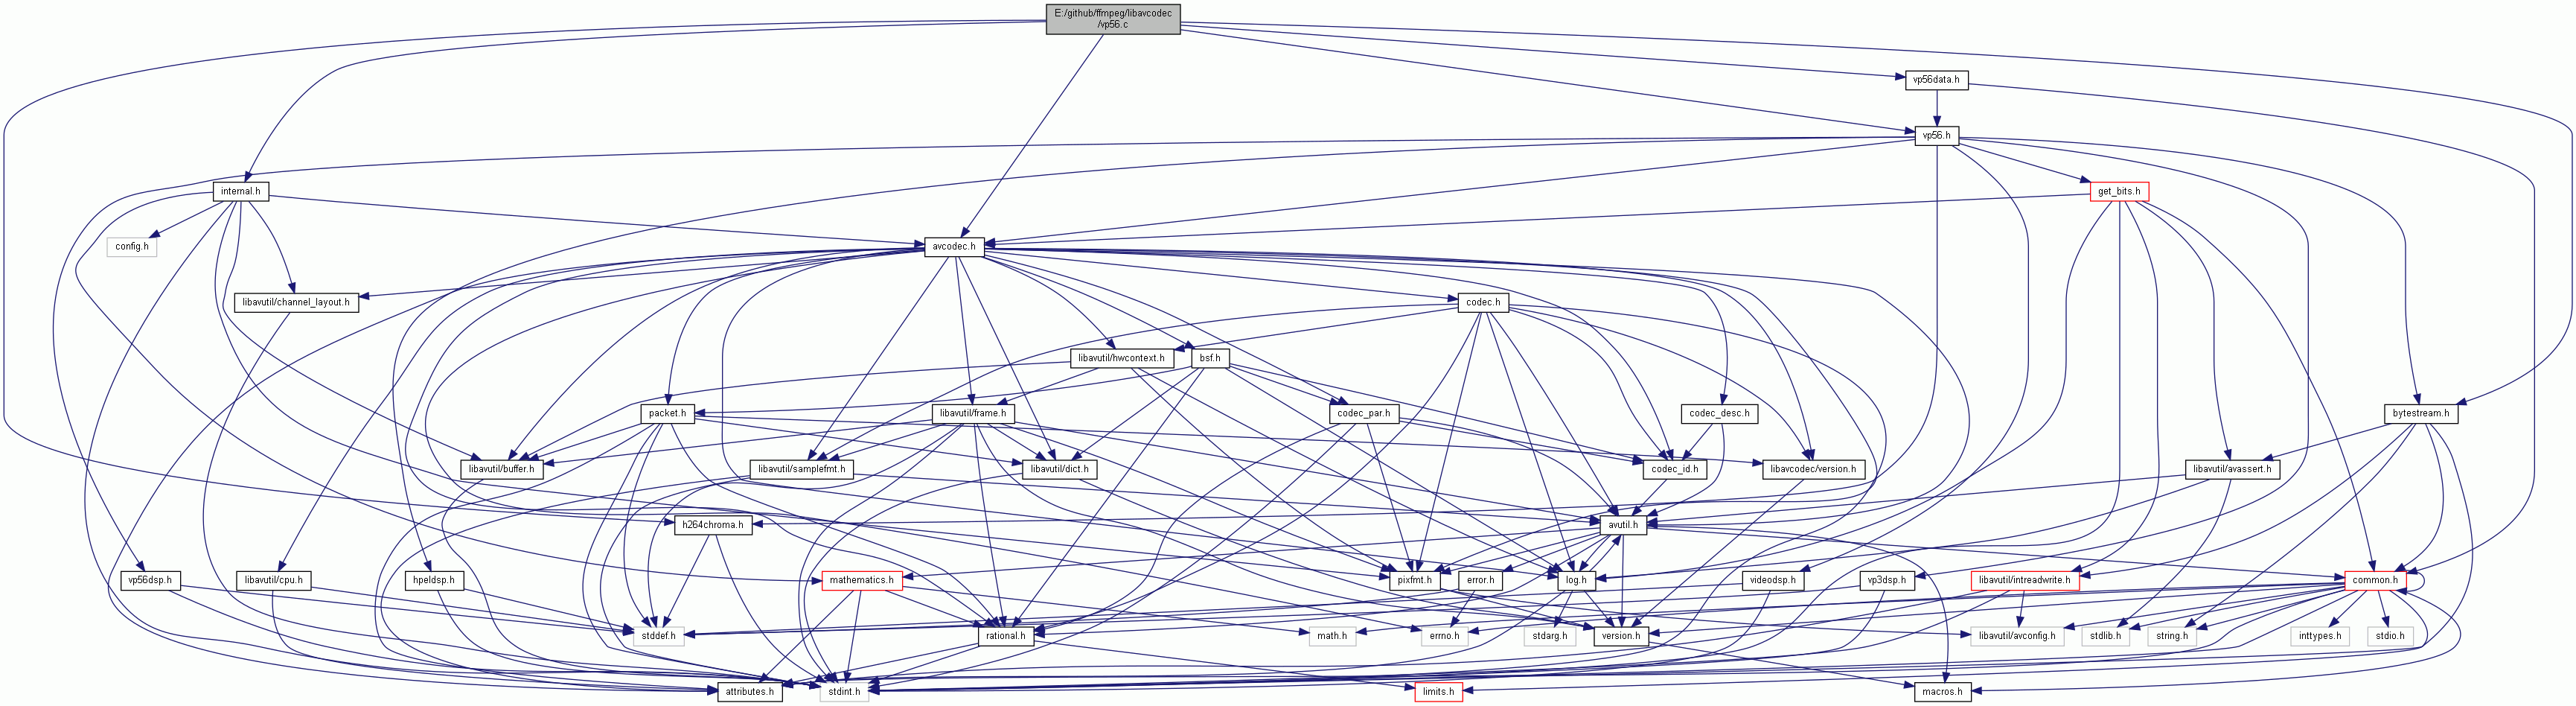 E:/github/ffmpeg/libavcodec
/vp56.c
vp56data.h
vp56.h
internal.h
get_bits.h
config.h
avcodec.h
libavutil/channel_layout.h
codec.h
libavutil/hwcontext.h
bsf.h
packet.h
libavutil/frame.h
codec_par.h
codec_desc.h
bytestream.h
libavutil/buffer.h
libavutil/samplefmt.h
libavutil/dict.h
codec_id.h
libavcodec/version.h
libavutil/avassert.h
h264chroma.h
avutil.h
vp56dsp.h
libavutil/cpu.h
hpeldsp.h
mathematics.h
pixfmt.h
error.h
log.h
videodsp.h
vp3dsp.h
libavutil/intreadwrite.h
common.h
stddef.h
rational.h
math.h
errno.h
stdarg.h
version.h
libavutil/avconfig.h
stdlib.h
string.h
inttypes.h
stdio.h
attributes.h
stdint.h
limits.h
macros.h